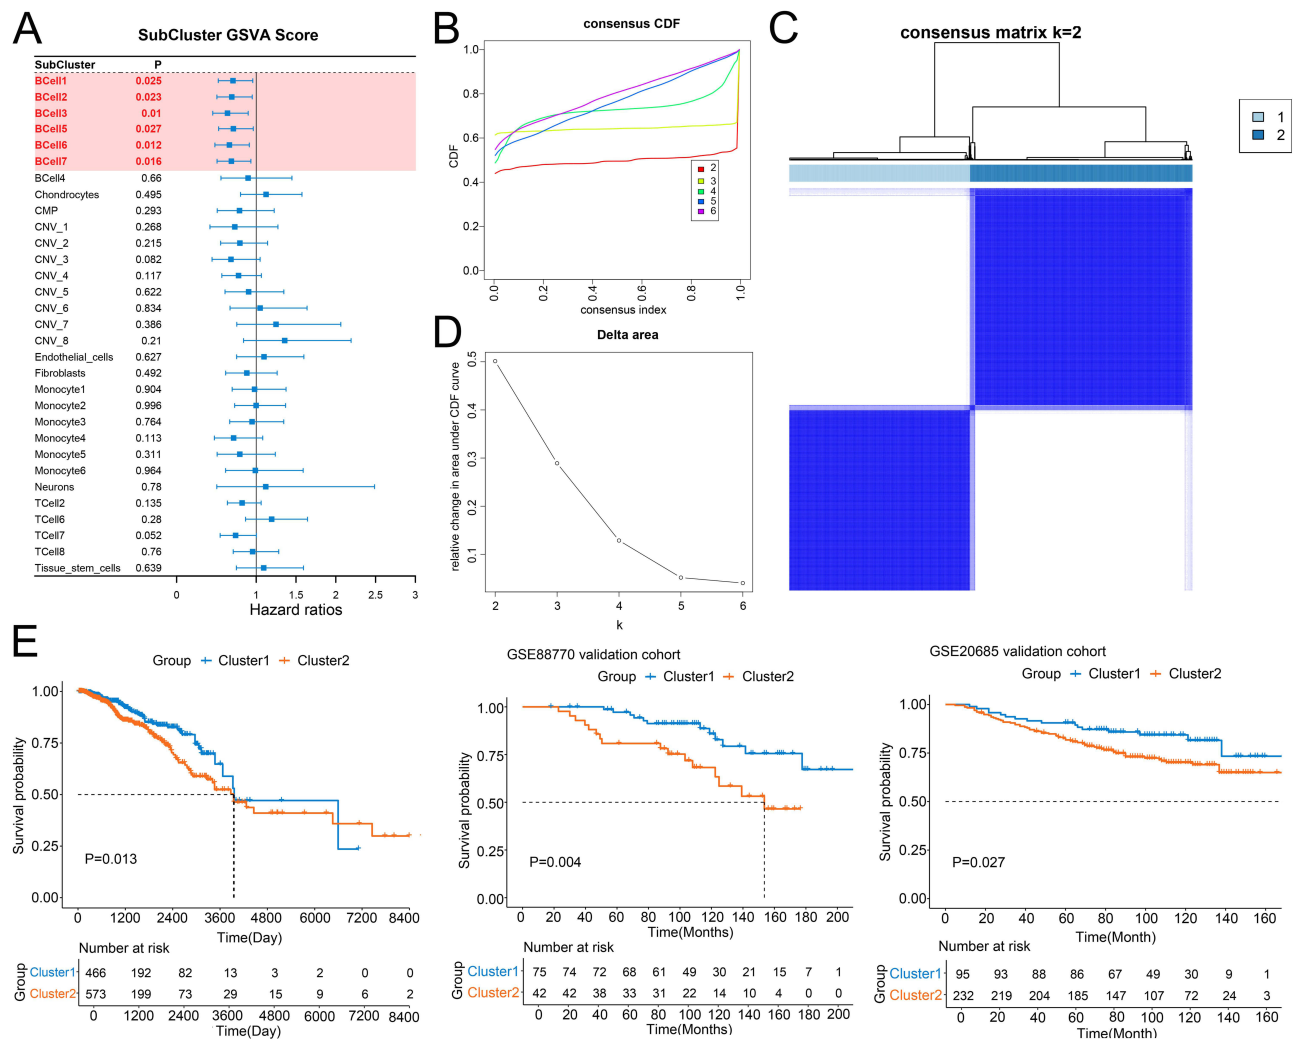 A
SubCluster GSVA Score
SubCluster P
BCell1 0.025
BCell2 0.023
BCell3 0.01
BCell5 0.027
BCell6 0.012
BCell7 0.016
BCell4 0.66
Chondrocytes 0.495
CMP 0.293
CNV_1 0.268
CNV_2 0.215
CNV_3 0.082
CNV_4 0.117
CNV_5 0.622
CNV_6 0.834
CNV_7 0.386
CNV_8 0.21
Endothelial_cells 0.627
Fibroblasts 0.492
Monocyte1 0.904
Monocyte2 0.996
Monocyte3 0.764
Monocyte4 0.113
Monocyte5 0.311
Monocyte6 0.964
Neurons 0.78
TCell2 0.135
TCell6 0.28
TCell7 0.052
TCell8 0.76
Tissue_stem_cells 0.639
0 0.5 1 1.5 2 2.5 3
Hazard ratios
B
consensus CDF
CDF
1.0
0.8
0.6
0.4
0.2
0.0
2
3
4
5
6
0.0 0.2 0.4 0.6 0.8 1.0
consensus index
C
consensus matrix k=2
1
2
D
Delta area
relative change in area under CDF curve
0.5
0.4
0.3
0.2
0.1
2 3 4 5 6
k
E
Group Cluster1 Cluster2
Survival probability
1.00
0.75
0.50
0.25
0.00
P=0.013
0 1200 2400 3600 4800 6000 7200 8400
Time(Day)
Number at risk
Group
Cluster1 466 192 82 13 3 2 0 0
Cluster2 573 199 73 29 15 9 6 2
0 1200 2400 3600 4800 6000 7200 8400
Time(Day)
GSE88770 validation cohort
Group Cluster1 Cluster2
Survival probability
1.00
0.75
0.50
0.25
0.00
P=0.004
0 20 40 60 80 100 120 140 160 180 200
Time(Months)
Number at risk
Group
Cluster1 75 74 72 68 61 49 30 21 15 7 1
Cluster2 42 42 38 33 31 22 14 10 4 0 0
0 20 40 60 80 100 120 140 160 180 200
Time(Months)
GSE20685 validation cohort
Group Cluster1 Cluster2
Survival probability
1.00
0.75
0.50
0.25
0.00
P=0.027
0 20 40 60 80 100 120 140 160
Time(Month)
Number at risk
Group
Cluster1 95 93 88 86 67 49 30 9 1
Cluster2 232 219 204 185 147 107 72 24 3
0 20 40 60 80 100 120 140 160
Time(Month)